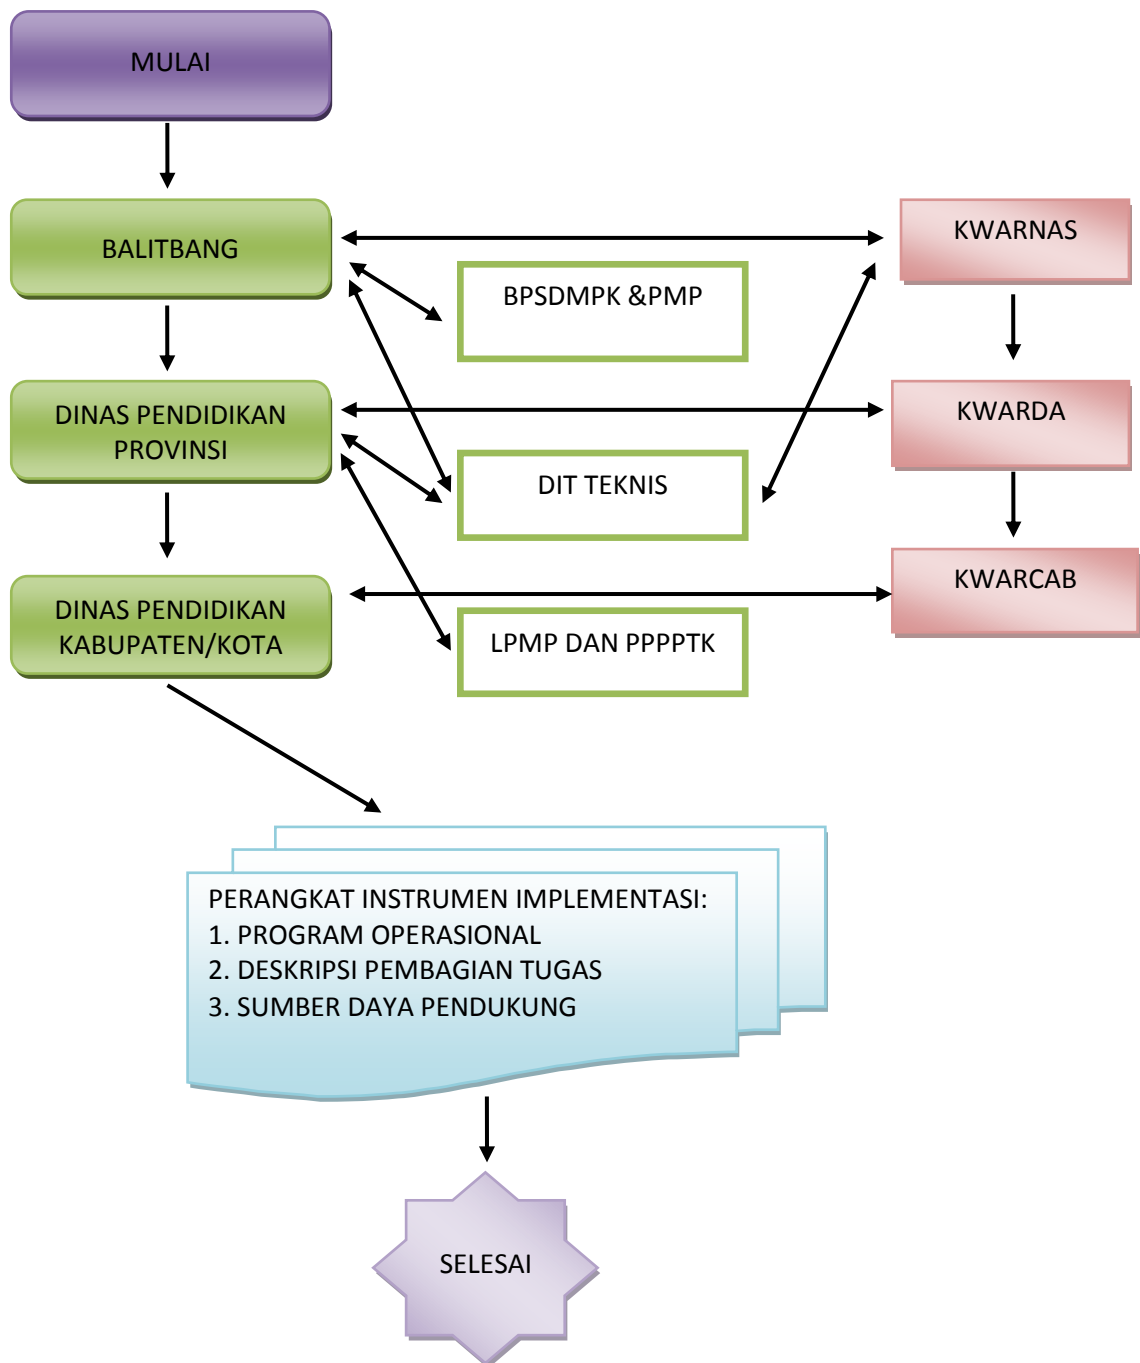 MULAI
BALITBANG
KWARNAS
BPSDMPK &PMP
DINAS PENDIDIKAN
PROVINSI
KWARDA
DIT TEKNIS
DINAS PENDIDIKAN
KABUPATEN/KOTA
KWARCAB
LPMP DAN PPPPTK
PERANGKAT INSTRUMEN IMPLEMENTASI:
1. PROGRAM OPERASIONAL
2. DESKRIPSI PEMBAGIAN TUGAS
3. SUMBER DAYA PENDUKUNG
SELESAI